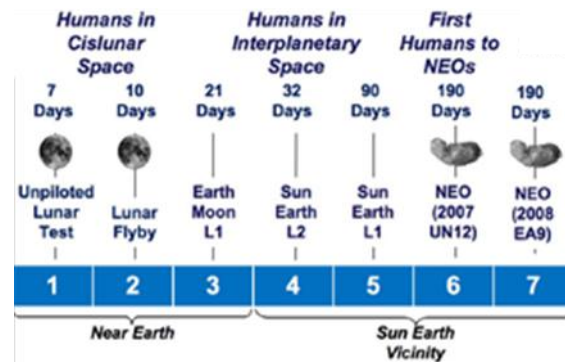 Humans in
Cislunar
Space
Humans in
Interplanetary
Space
First
Humans to
NEOs
7
Days
10
Days
21
Days
32
Days
90
Days
190
Days
190
Days
Unpiloted
Lunar
Test
Lunar
Flyby
Earth
Moon
L1
Sun
Earth
L2
Sun
Earth
L1
NEO
(2007
UN12)
NEO
(2008
EA9)
1 2 3 4 5 6 7
Near Earth
Sun Earth
Vicinity